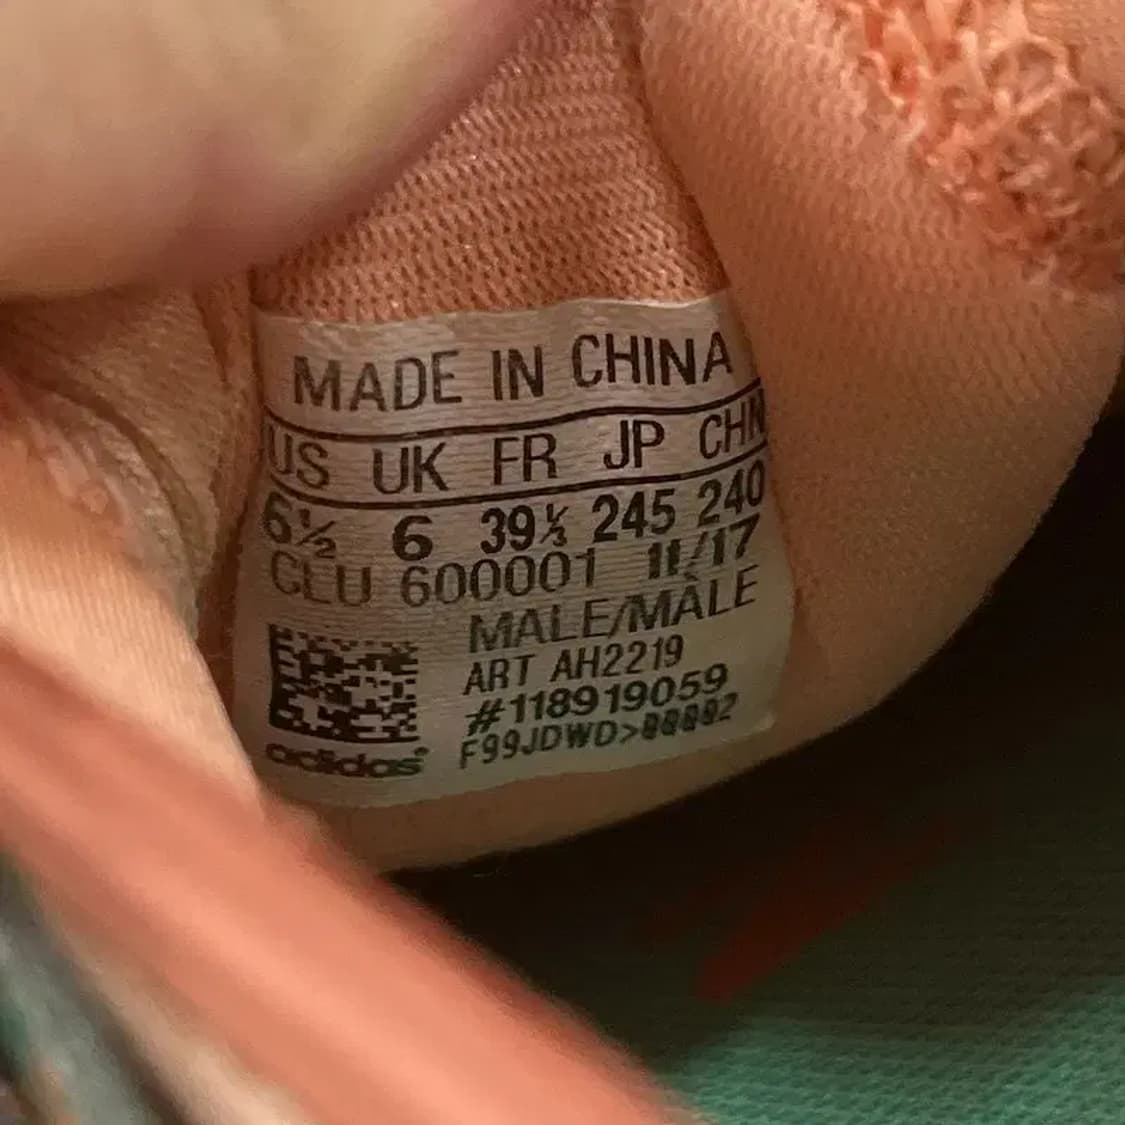 MADE IN CHINA
US UK FR JP CHN
6½ 6 39⅓ 245 240
CLU 600001 11/17
MALE/MÂLE
ART AH2219
#118919059
F99JDWD>00002
adidas